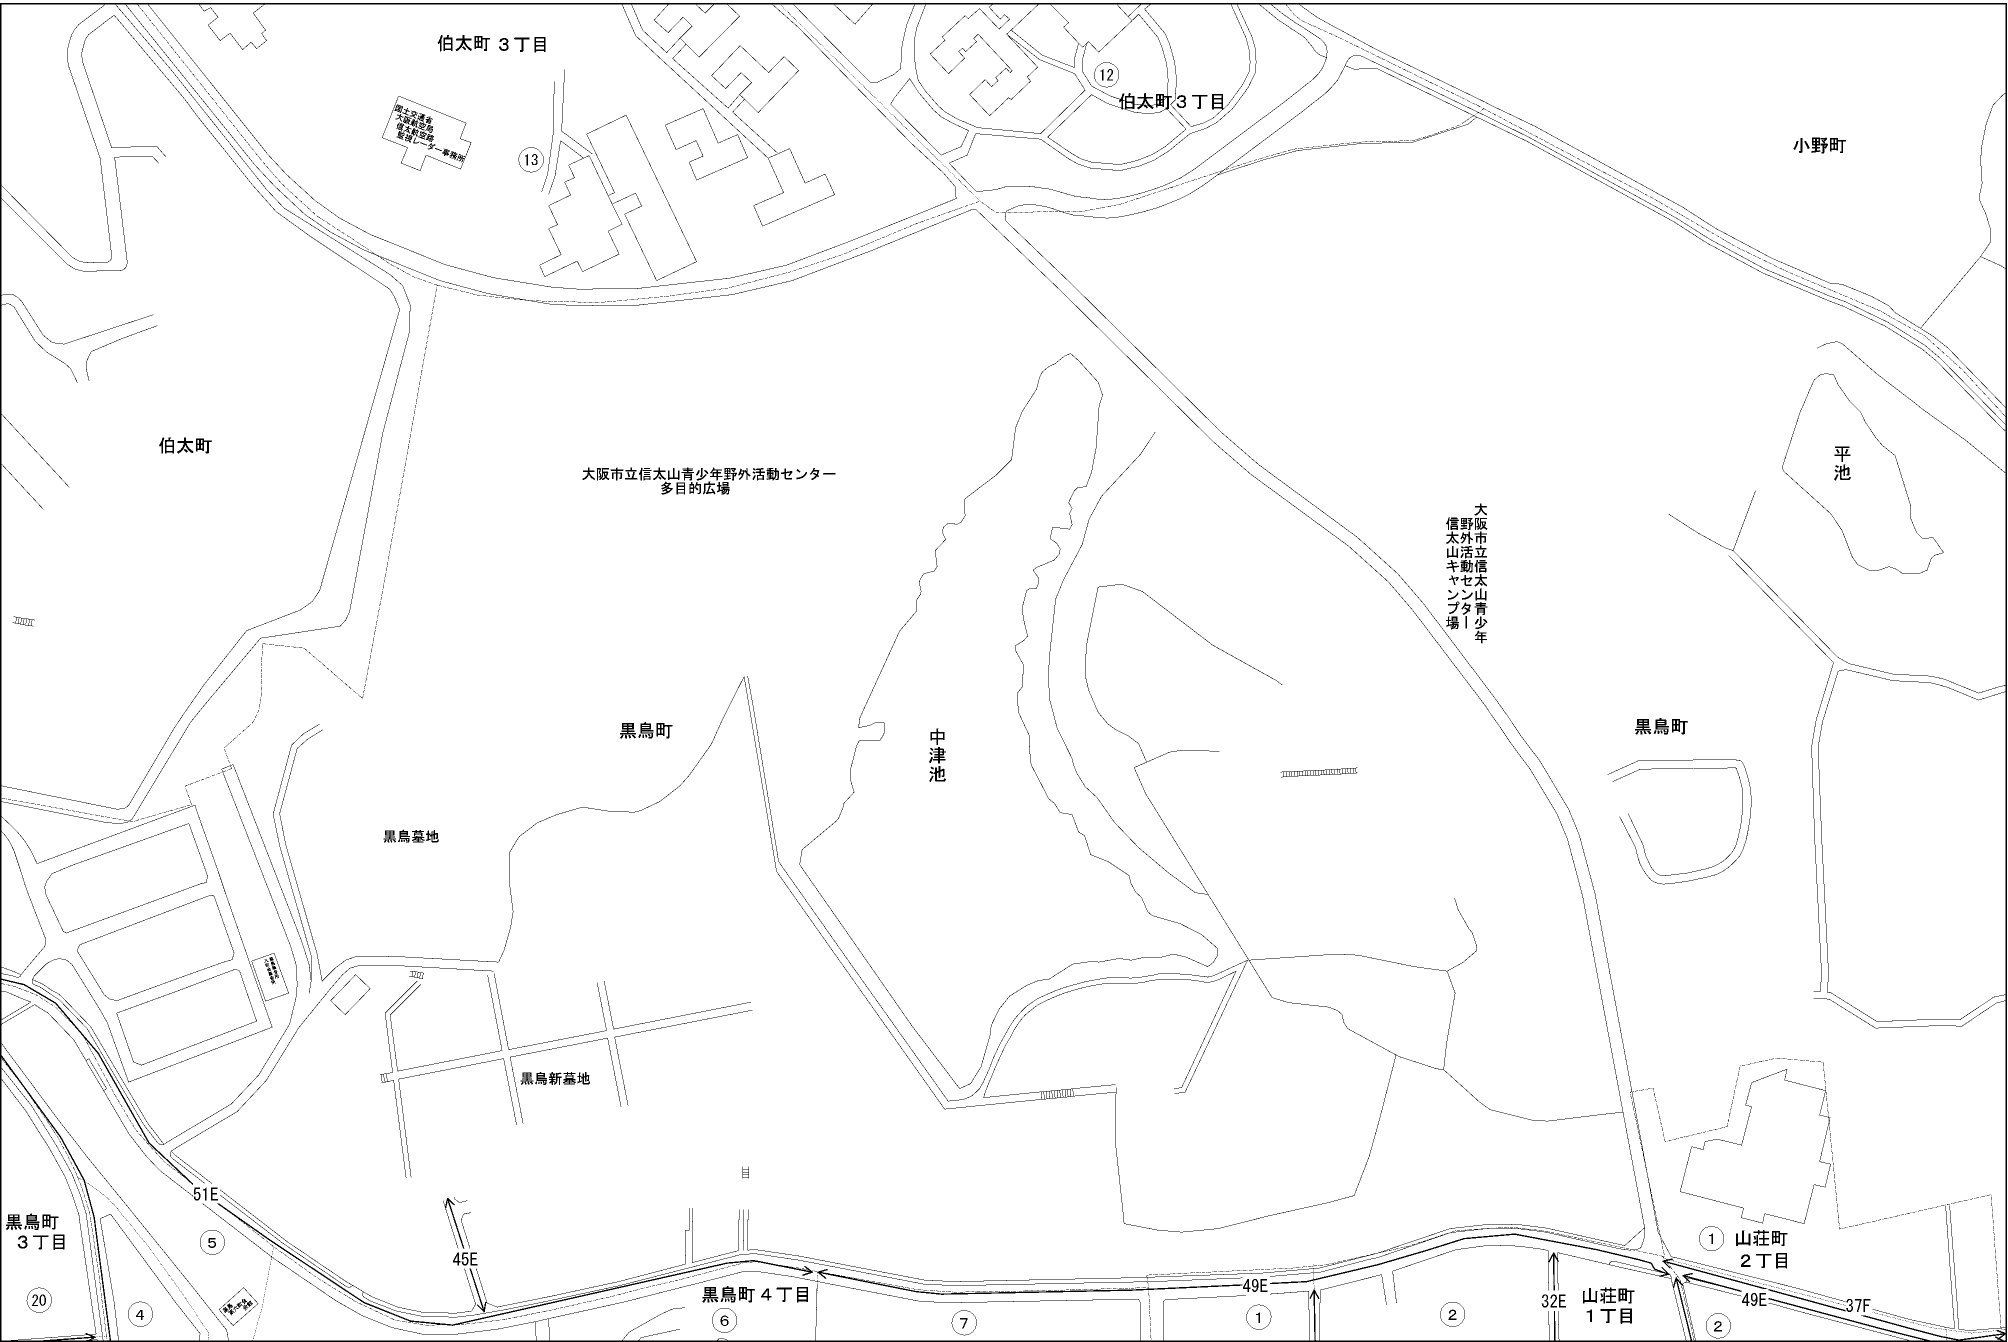 伯太町 3丁目
12
伯太町3丁目
国土交通省
大阪航空局
信太航空路
監視レーダー事務所
13
小野町
伯太町
平池
大阪市立信太山青少年野外活動センター
多目的広場
大阪市立信太山青少年
野外活動センター
信太山キャンプ場
黒鳥町
黒鳥町
中津池
黒鳥墓地
黒鳥新墓地
51E
黒鳥町
3丁目
5
45E
1
山荘町
2丁目
黒鳥町4丁目
49E
32E
山荘町
1丁目
49E
37F
20
4
6
7
1
2
2